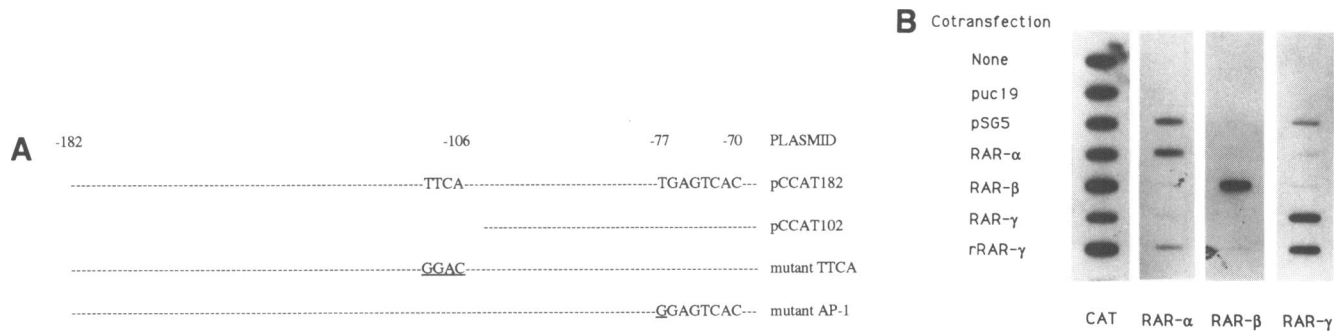 A
-182 -106 -77 -70 PLASMID
TTCA TGAGTCAC pCCAT182
pCCAT102
GGAC mutant TTCA
GGAGTCAC mutant AP-1
B Cotransfection
None
puc19
pSG5
RAR-α
RAR-β
RAR-γ
rRAR-γ
CAT RAR-α RAR-β RAR-γ